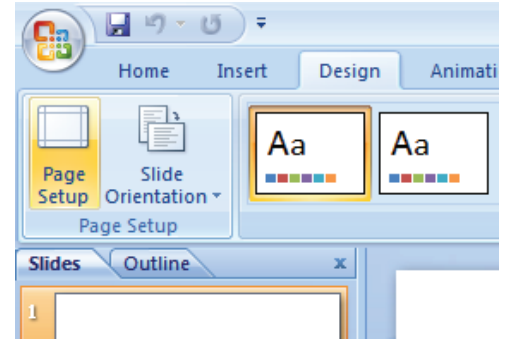 Home Insert Design Animati
Page Setup
Slide Orientation
Aa Aa
Page Setup
Slides Outline x
1